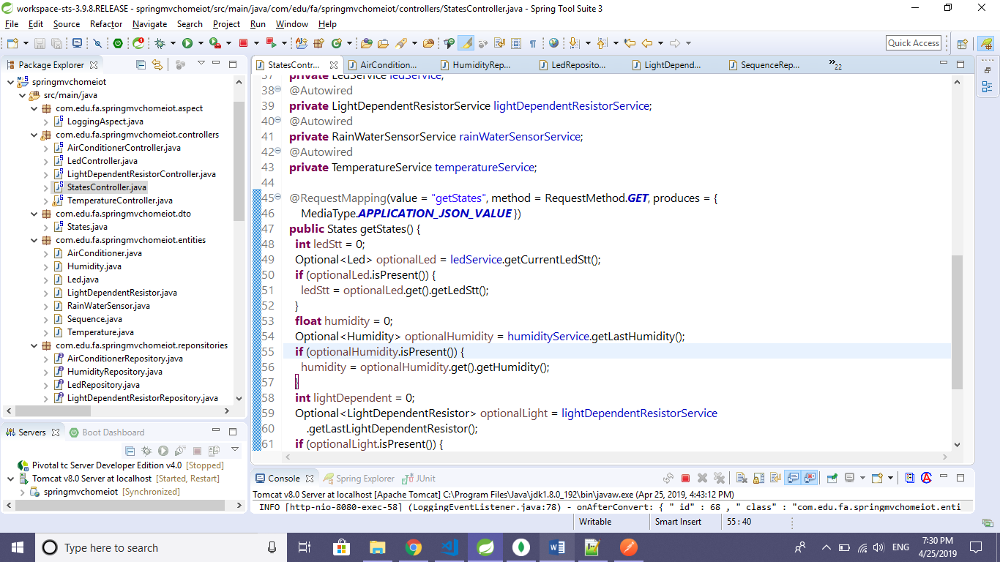 workspace-sts-3.9.8.RELEASE - springmvchomeiot/src/main/java/com/edu/fa/springmvchomeiot/controllers/StatesController.java - Spring Tool Suite 3
File Edit Source Refactor Navigate Search Project Run Window Help
Quick Access
Package Explorer
springmvchomeiot
src/main/java
com.edu.fa.springmvchomeiot.aspect
LoggingAspect.java
com.edu.fa.springmvchomeiot.controllers
AirConditionerController.java
LedController.java
LightDependentResistorController.java
StatesController.java
TemperatureController.java
com.edu.fa.springmvchomeiot.dto
States.java
com.edu.fa.springmvchomeiot.entities
AirConditioner.java
Humidity.java
Led.java
LightDependentResistor.java
RainWaterSensor.java
Sequence.java
Temperature.java
com.edu.fa.springmvchomeiot.reponsitories
AirConditionerRepository.java
HumidityRepository.java
LedRepository.java
LightDependentResistorRepository.java
Servers Boot Dashboard
Pivotal tc Server Developer Edition v4.0 [Stopped]
Tomcat v8.0 Server at localhost [Started, Restart]
springmvchomeiot [Synchronized]
StatesContr... AirCondition... HumidityRep... LedReposito... LightDepend... SequenceRep... »22
37 private LedService ledService;
38 @Autowired
39 private LightDependentResistorService lightDependentResistorService;
40 @Autowired
41 private RainWaterSensorService rainWaterSensorService;
42 @Autowired
43 private TemperatureService temperatureService;
44
45 @RequestMapping(value = "getStates", method = RequestMethod.GET, produces = {
46 MediaType.APPLICATION_JSON_VALUE })
47 public States getStates() {
48 int ledStt = 0;
49 Optional<Led> optionalLed = ledService.getCurrentLedStt();
50 if (optionalLed.isPresent()) {
51 ledStt = optionalLed.get().getLedStt();
52 }
53 float humidity = 0;
54 Optional<Humidity> optionalHumidity = humidityService.getLastHumidity();
55 if (optionalHumidity.isPresent()) {
56 humidity = optionalHumidity.get().getHumidity();
57 }
58 int lightDependent = 0;
59 Optional<LightDependentResistor> optionalLight = lightDependentResistorService
60 .getLastLightDependentResistor();
61 if (optionalLight.isPresent()) {
Console Spring Explorer JUnit
Tomcat v8.0 Server at localhost [Apache Tomcat] C:\Program Files\Java\jdk1.8.0_192\bin\javaw.exe (Apr 25, 2019, 4:43:12 PM)
INFO [http-nio-8080-exec-58] (LoggingEventListener.java:78) - onAfterConvert: { "_id" : 68 , "_class" : "com.edu.fa.springmvchomeiot.enti
Writable Smart Insert 55 : 40
Type here to search
ENG
7:30 PM
4/25/2019